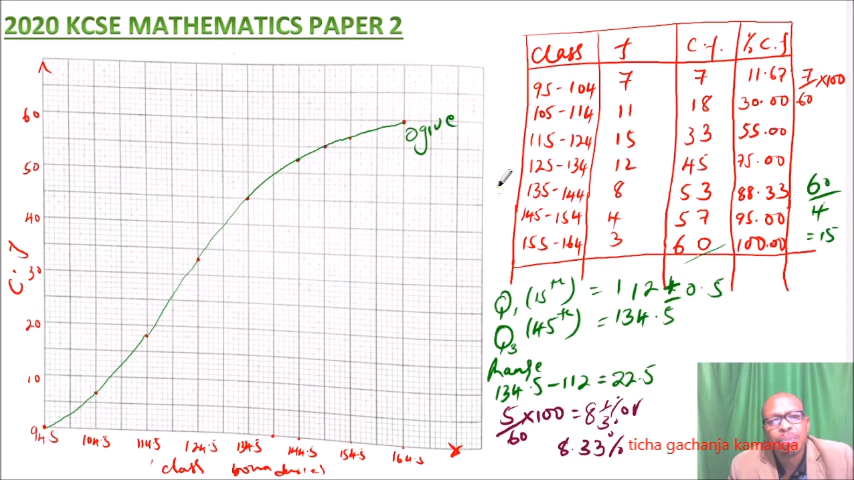 2020 KCSE MATHEMATICS PAPER 2
60
50
40
30
20
10
C.f
94.5 104.5 114.5 124.5 134.5 144.5 154.5 164.5 X
class boundaries
ogive
class f C.f % C.f
95-104 7 7 11.67 7/60 x100
105-114 11 18 30.00
115-124 15 33 55.00
125-134 12 45 75.00
135-144 8 53 88.33
145-154 4 57 95.00
155-164 3 60 100.00
60/4
=15
Q1 (15th) = 112 ± 0.5
Q3 (45th) = 134.5
Range
134.5-112 = 22.5
5/60 x100 = 8 1/3 % or
8.33%
ticha gachanja kamanga